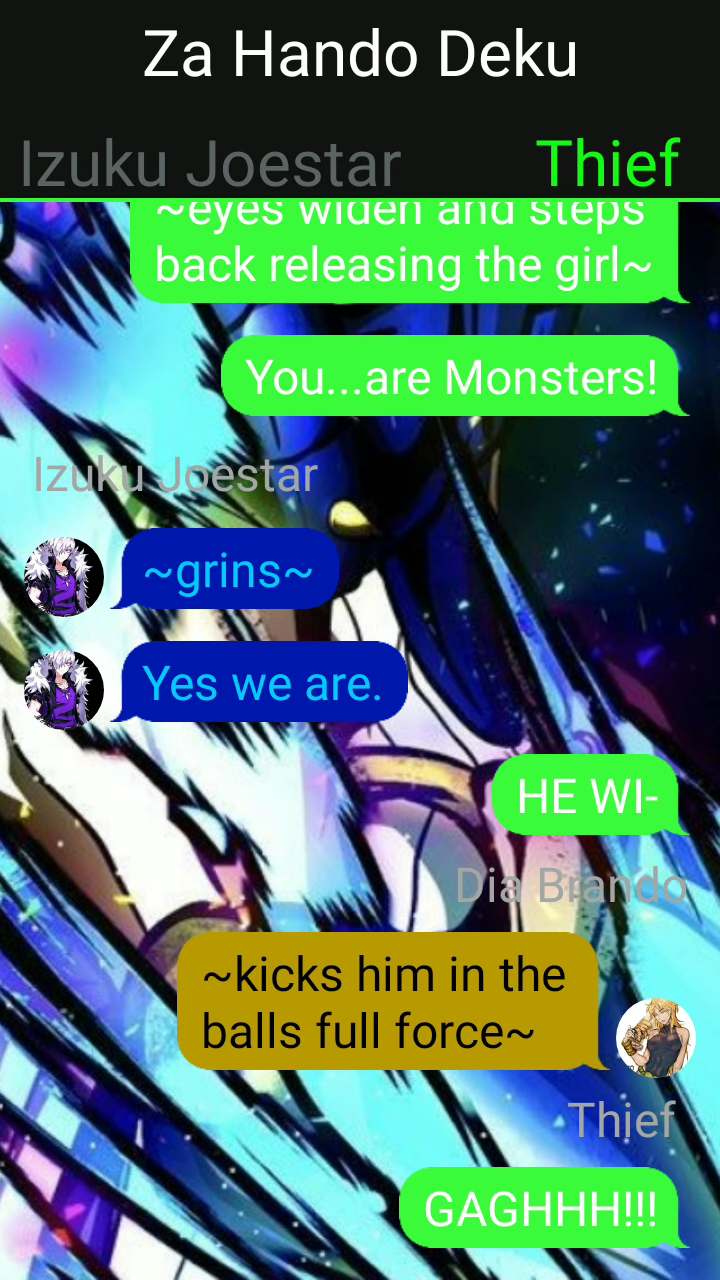 Za Hando Deku
Izuku Joestar
Thief
~eyes widen and steps
back releasing the girl~
You...are Monsters!
Izuku Joestar
~grins~
Yes we are.
HE WI-
Dia Brando
~kicks him in the
balls full force~
Thief
GAGHHH!!!